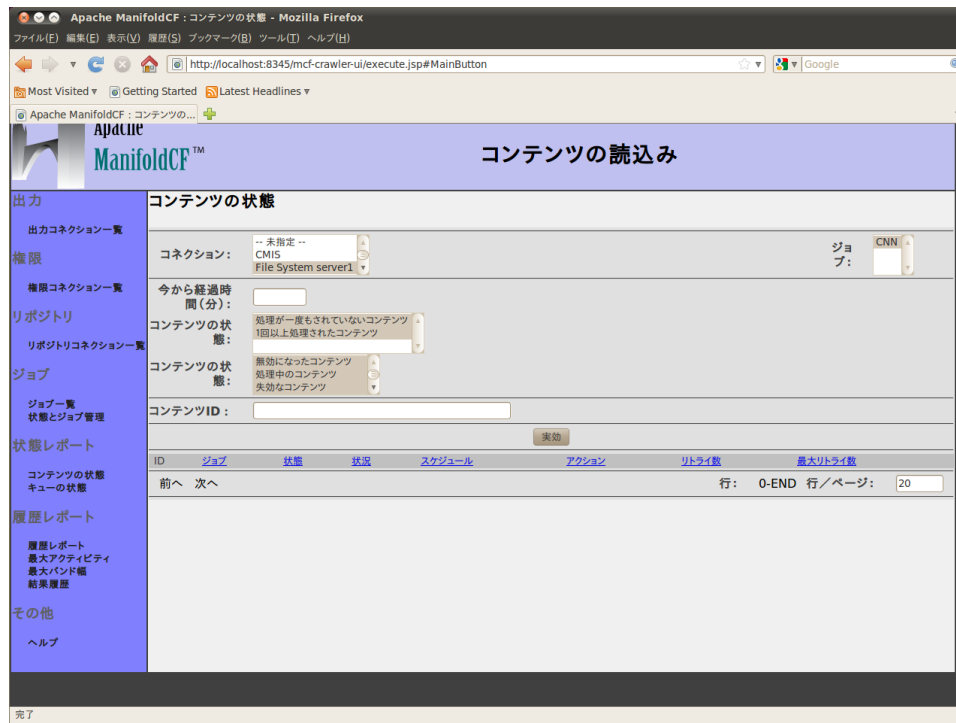 Apache ManifoldCF : コンテンツの状態 - Mozilla Firefox
ファイル(F) 編集(E) 表示(V) 履歴(S) ブックマーク(B) ツール(T) ヘルプ(H)
http://localhost:8345/mcf-crawler-ui/execute.jsp#MainButton
Google
Most Visited Getting Started Latest Headlines
Apache ManifoldCF : コンテンツの...
Apache
ManifoldCF™
コンテンツの読込み
出力
出力コネクション一覧
権限
権限コネクション一覧
リポジトリ
リポジトリコネクション一覧
ジョブ
ジョブ一覧
状態とジョブ管理
状態レポート
コンテンツの状態
キューの状態
履歴レポート
履歴レポート
最大アクティビティ
最大バンド幅
結果履歴
その他
ヘルプ
コンテンツの状態
コネクション:
-- 未指定 --
CMIS
File System server1
ジョ
ブ:
CNN
今から経過時
間(分):
コンテンツの状
態:
処理が一度もされていないコンテンツ
1回以上処理されたコンテンツ
コンテンツの状
態:
無効になったコンテンツ
処理中のコンテンツ
失効なコンテンツ
コンテンツID:
実効
ID ジョブ 状態 状況 スケジュール アクション リトライ数 最大リトライ数
前へ 次へ 行: 0-END 行/ページ: 20
完了